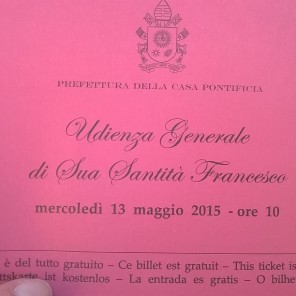 PREFETTURA DELLA CASA PONTIFICIA
Udienza Generale
di Sua Santità Francesco
mercoledì 13 maggio 2015 - ore 10
è del tutto gratuito – Ce billet est gratuit – This ticket is
ist kostenlos – La entrada es gratis – O bilhe